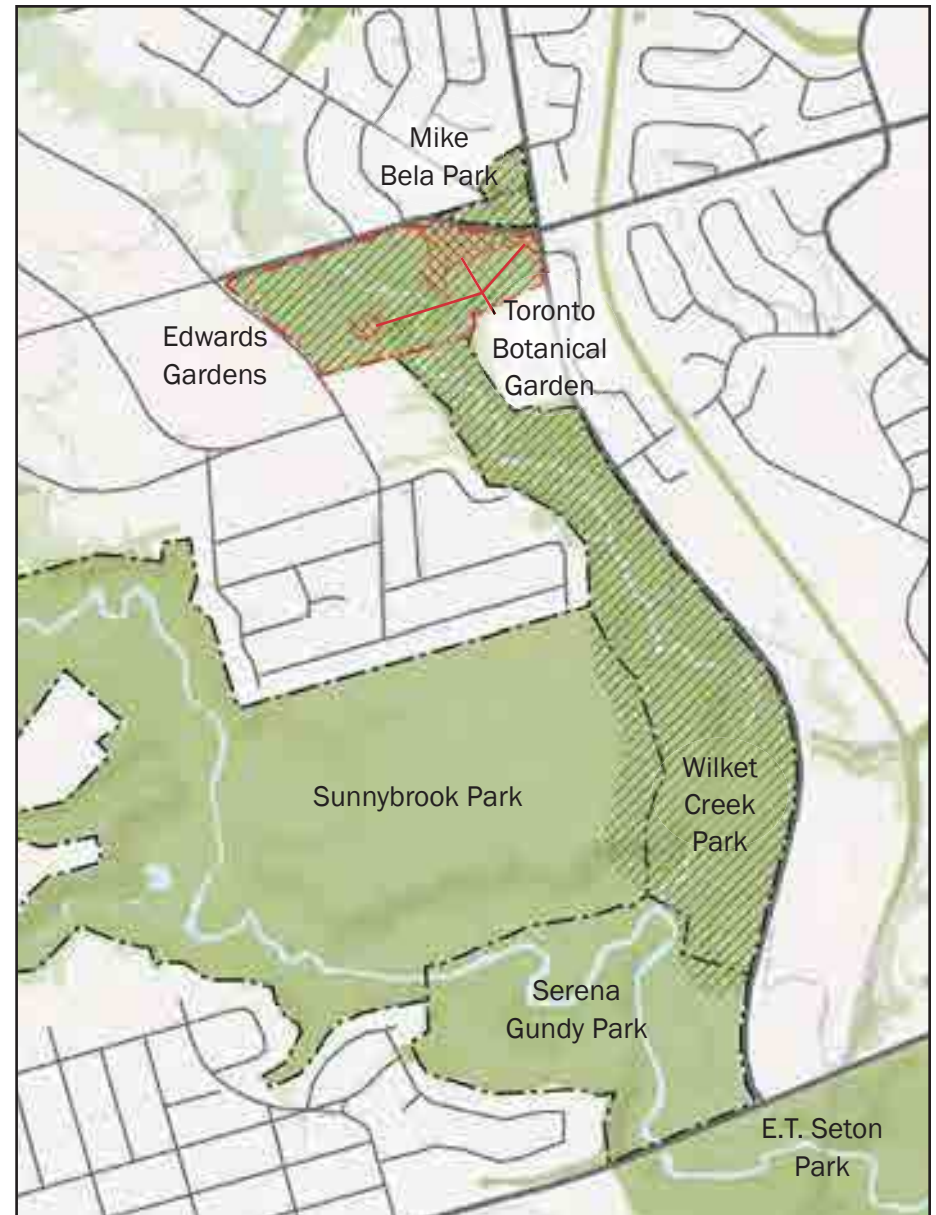 Mike
Bela Park
Edwards
Gardens
Toronto
Botanical
Garden
Sunnybrook Park
Wilket
Creek
Park
Serena
Gundy Park
E.T. Seton
Park